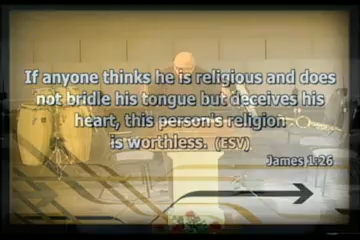 If anyone thinks he is religious and does
not bridle his tongue but deceives his
heart, this person's religion
is worthless. (ESV)
James 1:26